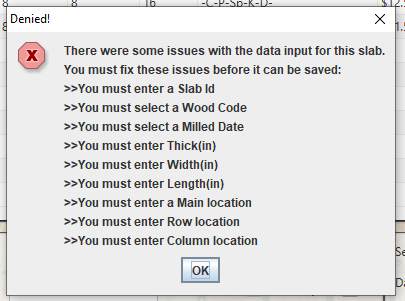 8 8 16 -C-P-Sp-K-D-
Denied!
There were some issues with the data input for this slab.
You must fix these issues before it can be saved:
>>You must enter a Slab Id
>>You must select a Wood Code
>>You must select a Milled Date
>>You must enter Thick(in)
>>You must enter Width(in)
>>You must enter Length(in)
>>You must enter a Main location
>>You must enter Row location
>>You must enter Column location
OK